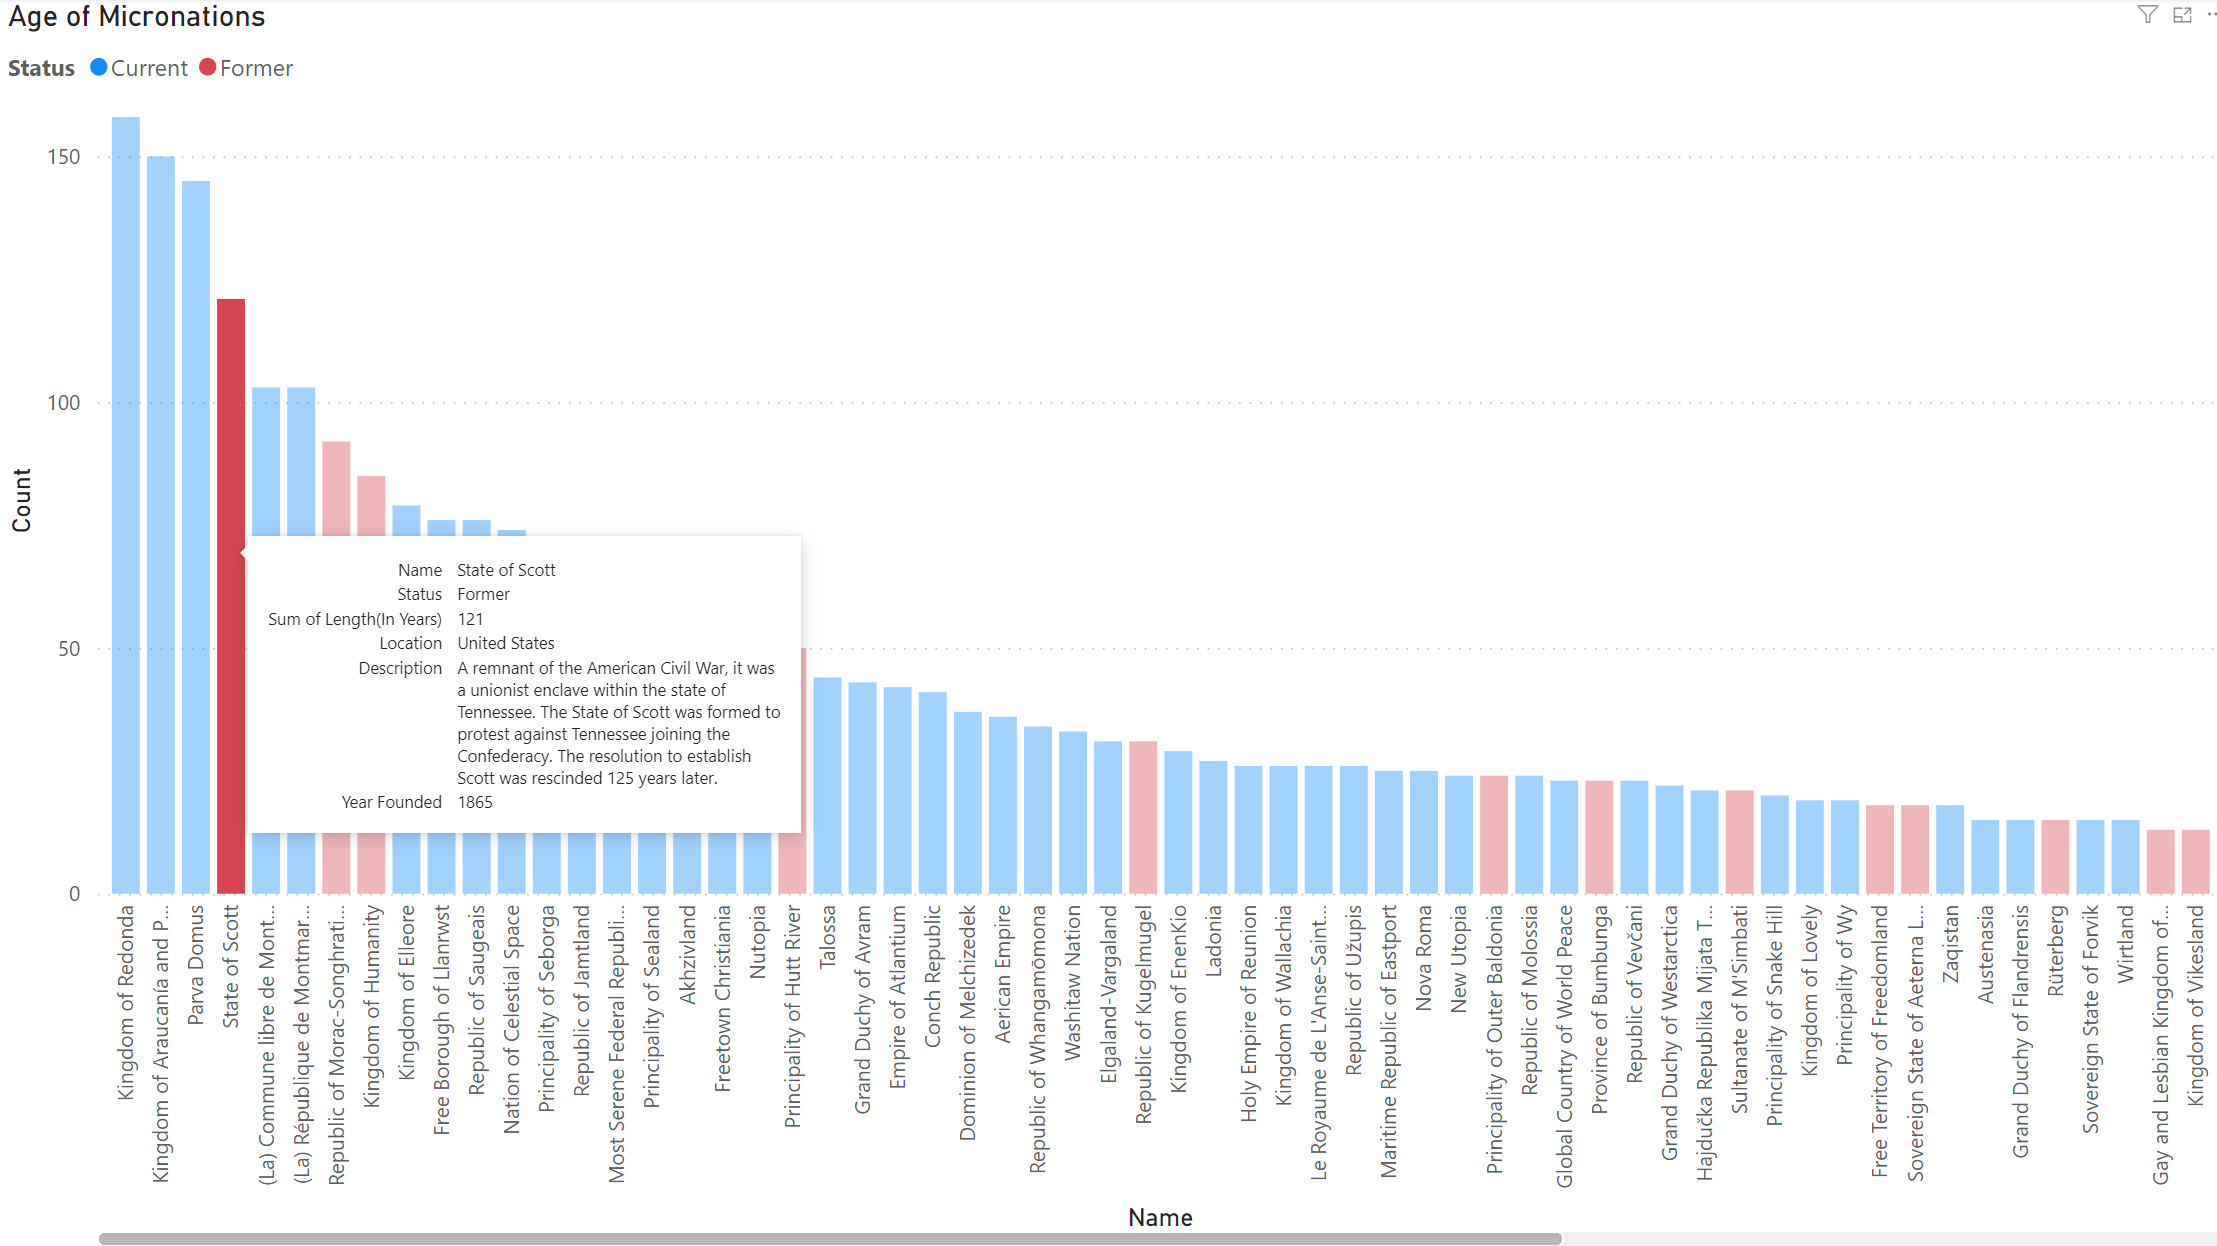 Age of Micronations
Status Current Former
150
100
50
0
Count
Name State of Scott
Status Former
Sum of Length(In Years) 121
Location United States
Description A remnant of the American Civil War, it was
a unionist enclave within the state of
Tennessee. The State of Scott was formed to
protest against Tennessee joining the
Confederacy. The resolution to establish
Scott was rescinded 125 years later.
Year Founded 1865
Kingdom of Redonda
Kingdom of Araucanía and P...
Parva Domus
State of Scott
(La) Commune libre de Mont...
(La) République de Montmar...
Republic of Morac-Songhrati...
Kingdom of Humanity
Kingdom of Elleore
Free Borough of Llanrwst
Republic of Saugeais
Nation of Celestial Space
Principality of Seborga
Republic of Jamtland
Most Serene Federal Republi...
Principality of Sealand
Akhzivland
Freetown Christiania
Nutopia
Principality of Hutt River
Talossa
Grand Duchy of Avram
Empire of Atlantium
Conch Republic
Dominion of Melchizedek
Aerican Empire
Republic of Whangamōmona
Washitaw Nation
Elgaland-Vargaland
Republic of Kugelmugel
Kingdom of EnenKio
Ladonia
Holy Empire of Reunion
Kingdom of Wallachia
Le Royaume de L'Anse-Saint...
Republic of Užupis
Maritime Republic of Eastport
Nova Roma
New Utopia
Principality of Outer Baldonia
Republic of Molossia
Global Country of World Peace
Province of Bumbunga
Republic of Vevčani
Grand Duchy of Westarctica
Hajdučka Republika Mijata T...
Sultanate of M'Simbati
Principality of Snake Hill
Kingdom of Lovely
Principality of Wy
Free Territory of Freedomland
Sovereign State of Aeterna L...
Zaqistan
Austenasia
Grand Duchy of Flandrensis
Rüterberg
Sovereign State of Forvik
Wirtland
Gay and Lesbian Kingdom of...
Kingdom of Vikesland
Name